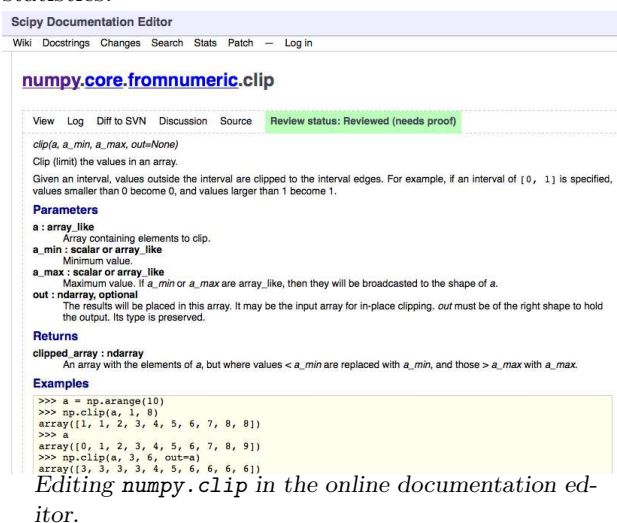 statistics.
Scipy Documentation Editor
Wiki Docstrings Changes Search Stats Patch — Log in
numpy.core.fromnumeric.clip
View Log Diff to SVN Discussion Source Review status: Reviewed (needs proof)
clip(a, a_min, a_max, out=None)
Clip (limit) the values in an array.
Given an interval, values outside the interval are clipped to the interval edges. For example, if an interval of [0, 1] is specified,
values smaller than 0 become 0, and values larger than 1 become 1.
Parameters
a : array_like
Array containing elements to clip.
a_min : scalar or array_like
Minimum value.
a_max : scalar or array_like
Maximum value. If a_min or a_max are array_like, then they will be broadcasted to the shape of a.
out : ndarray, optional
The results will be placed in this array. It may be the input array for in-place clipping. out must be of the right shape to hold
the output. Its type is preserved.
Returns
clipped_array : ndarray
An array with the elements of a, but where values < a_min are replaced with a_min, and those > a_max with a_max.
Examples
>>> a = np.arange(10)
>>> np.clip(a, 1, 8)
array([1, 1, 2, 3, 4, 5, 6, 7, 8, 8])
>>> a
array([0, 1, 2, 3, 4, 5, 6, 7, 8, 9])
>>> np.clip(a, 3, 6, out=a)
array([3, 3, 3, 3, 4, 5, 6, 6, 6, 6])
Editing numpy.clip in the online documentation ed-
itor.